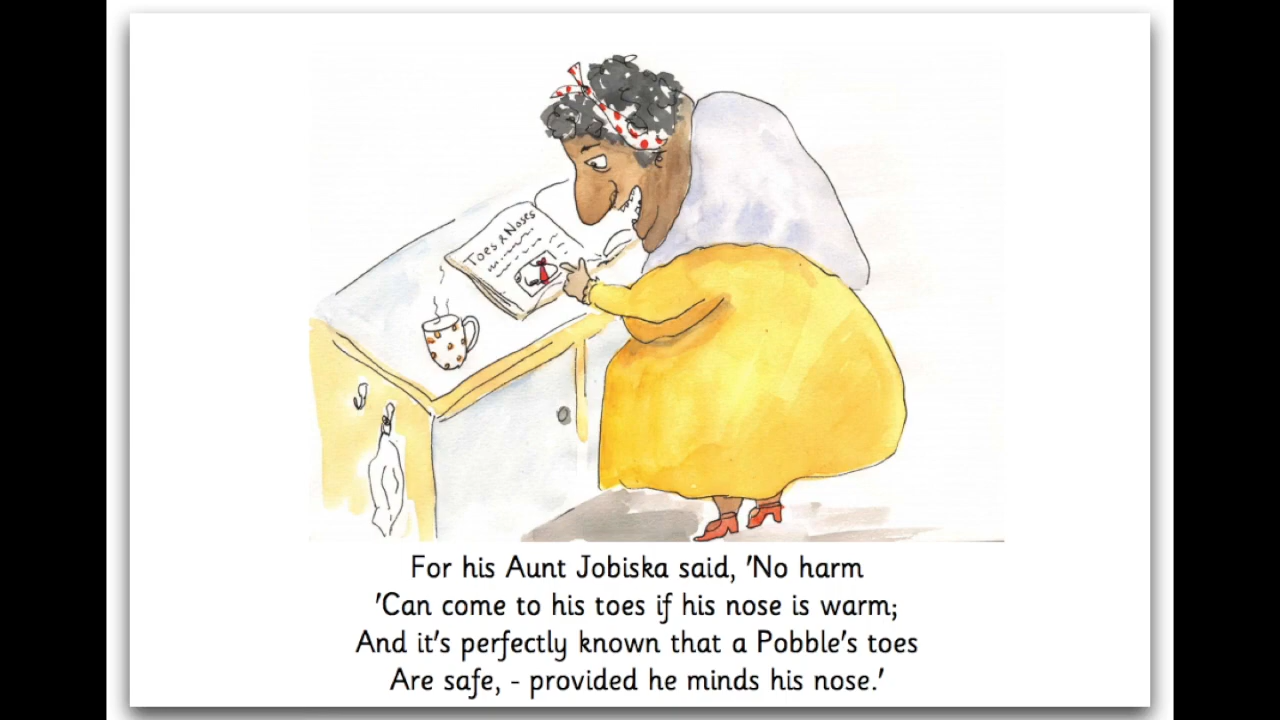 Toes & Noses
For his Aunt Jobiska said, 'No harm
'Can come to his toes if his nose is warm;
And it's perfectly known that a Pobble's toes
Are safe, - provided he minds his nose.'